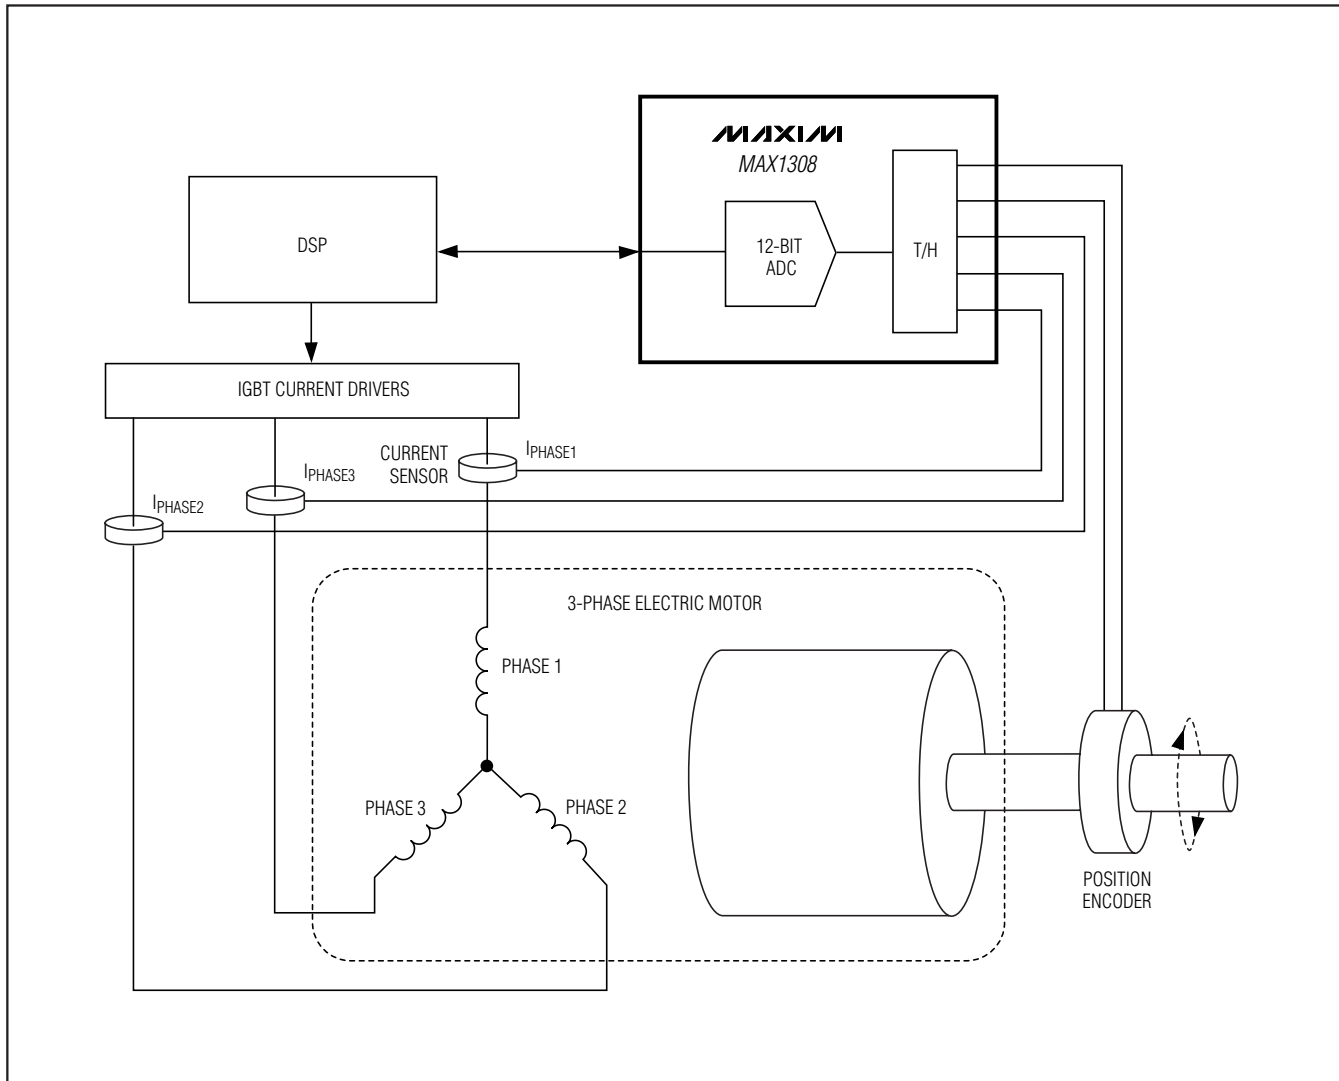 MAXIM
MAX1308
DSP
12-BIT
ADC
T/H
IGBT CURRENT DRIVERS
CURRENT
SENSOR
IPHASE1
IPHASE3
IPHASE2
3-PHASE ELECTRIC MOTOR
PHASE 1
PHASE 3
PHASE 2
POSITION
ENCODER